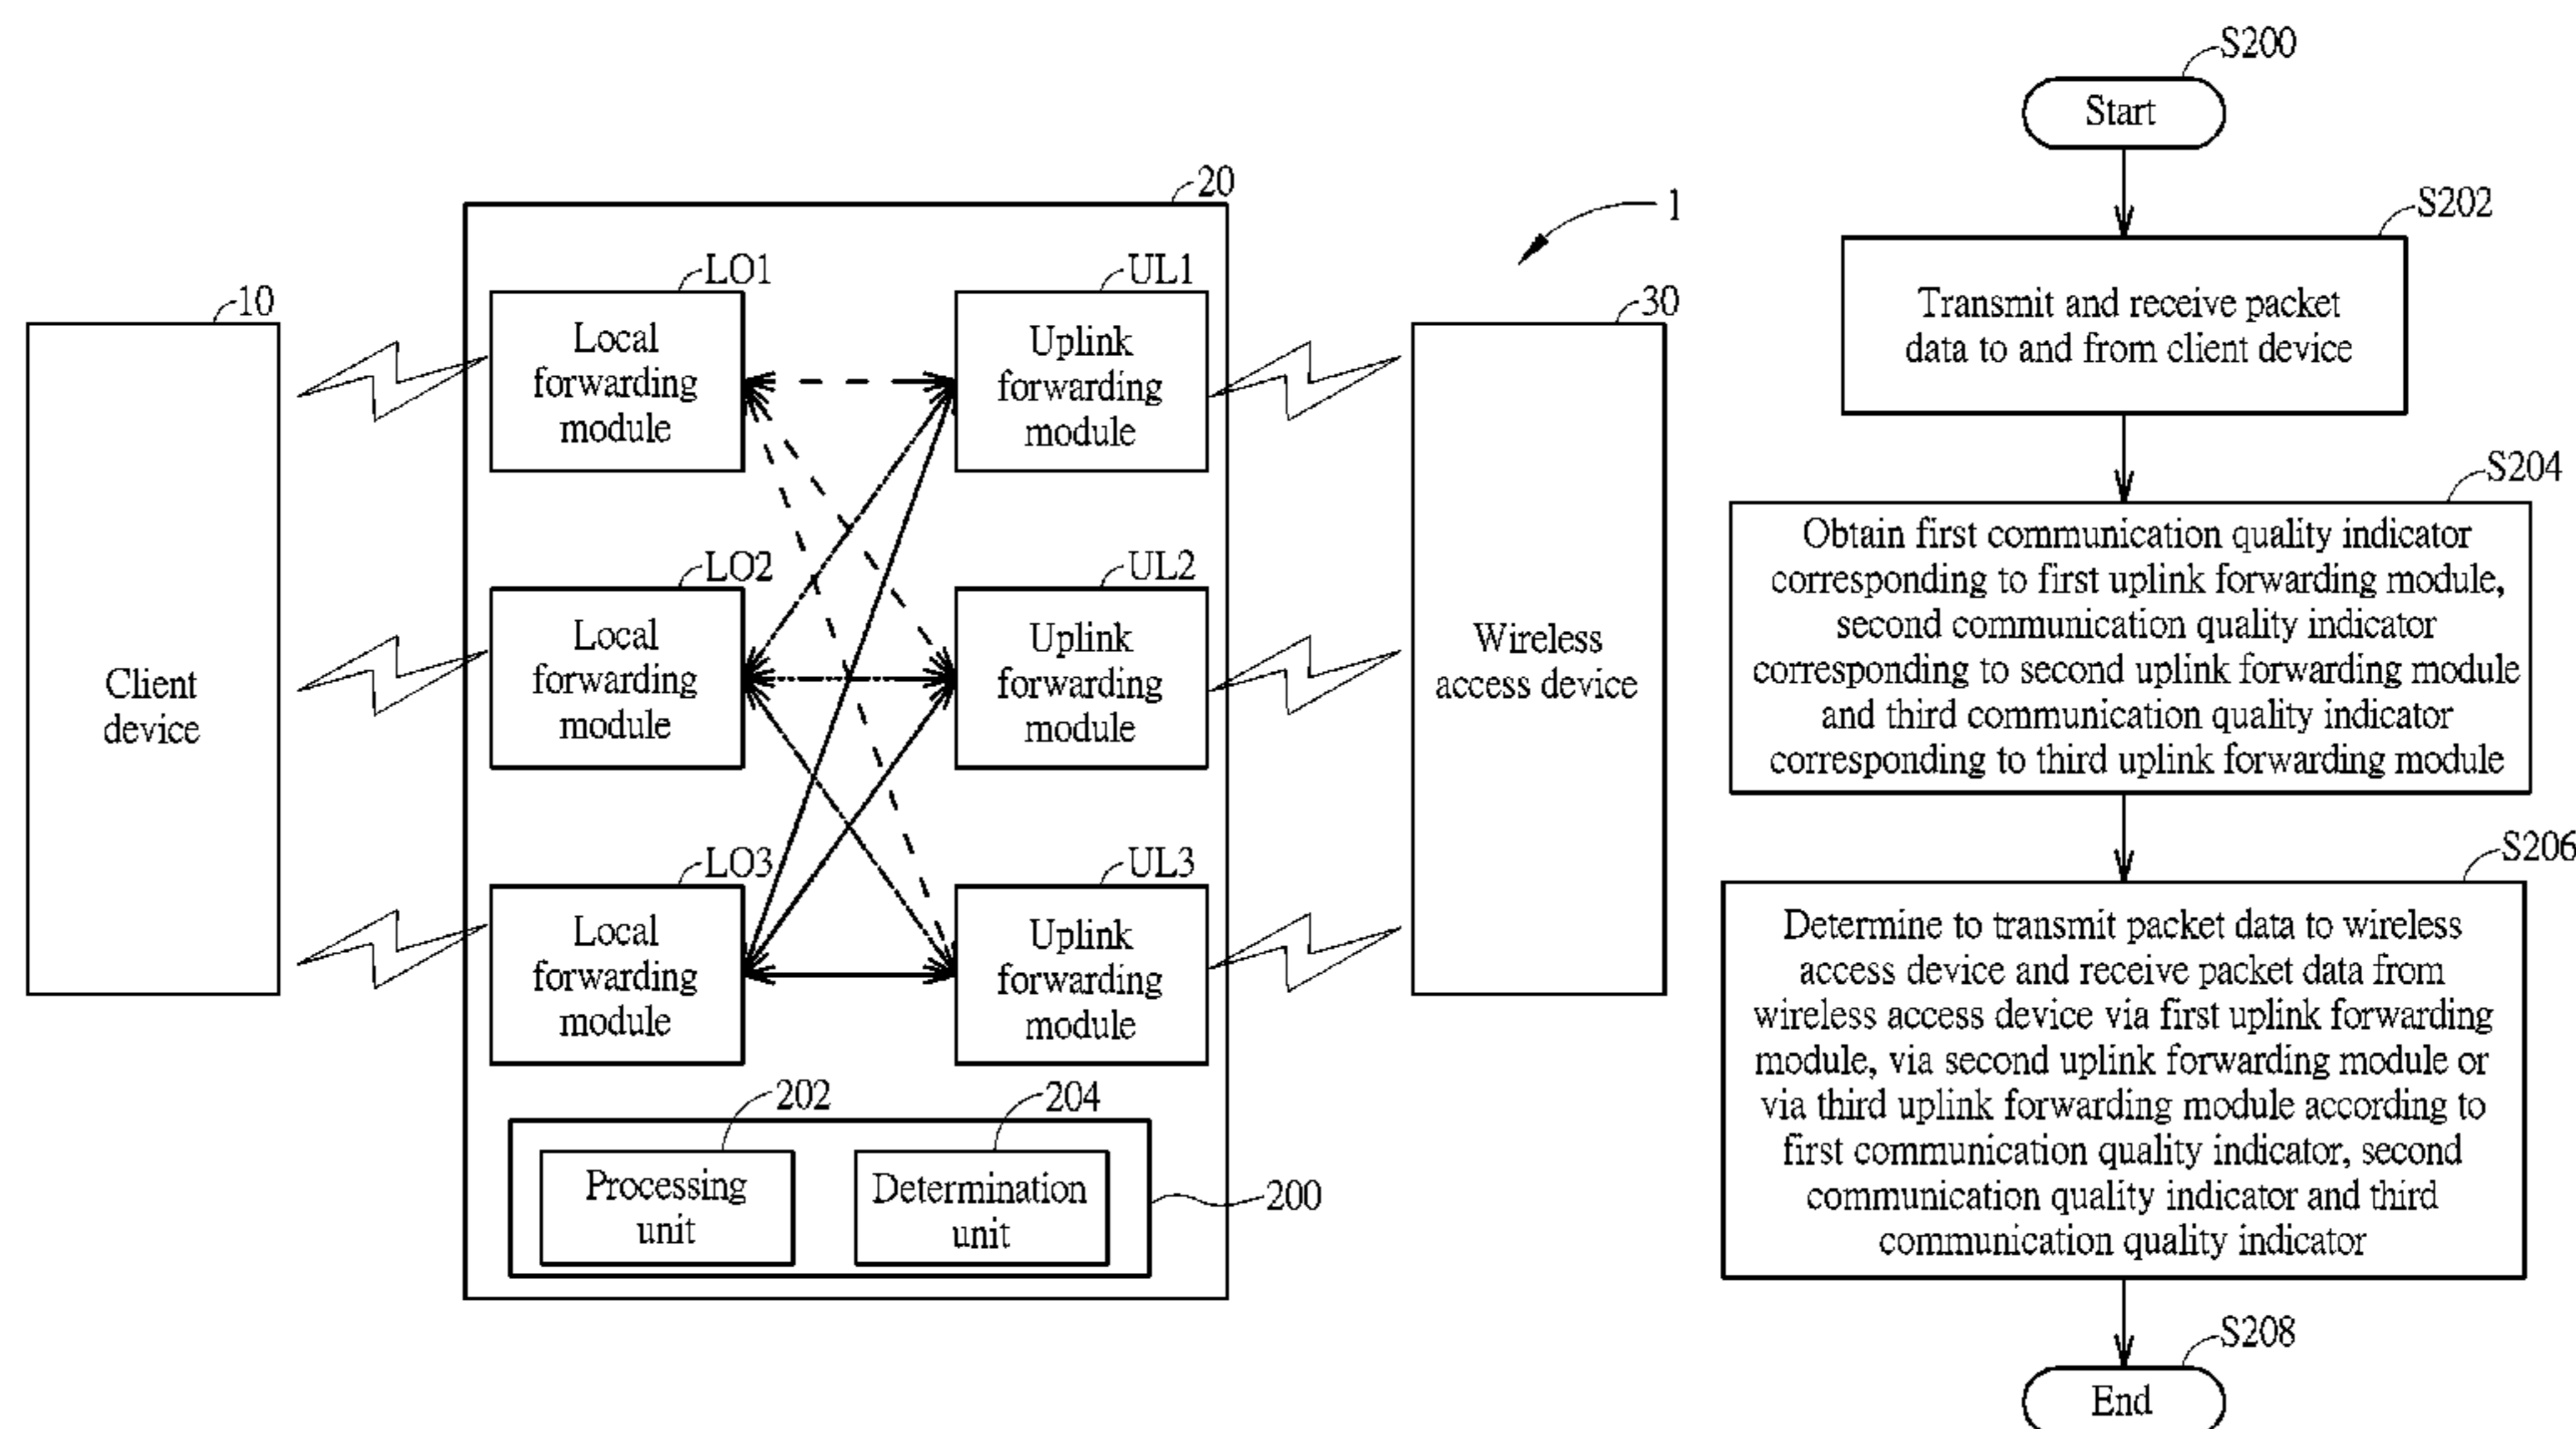 20
1
10
LO1
UL1
30
Local
forwarding
module
Uplink
forwarding
module
LO2
UL2
Client
device
Local
forwarding
module
Uplink
forwarding
module
Wireless
access device
LO3
UL3
Local
forwarding
module
Uplink
forwarding
module
202
204
Processing
unit
Determination
unit
200
S200
Start
S202
Transmit and receive packet
data to and from client device
S204
Obtain first communication quality indicator
corresponding to first uplink forwarding module,
second communication quality indicator
corresponding to second uplink forwarding module
and third communication quality indicator
corresponding to third uplink forwarding module
S206
Determine to transmit packet data to wireless
access device and receive packet data from
wireless access device via first uplink forwarding
module, via second uplink forwarding module or
via third uplink forwarding module according to
first communication quality indicator, second
communication quality indicator and third
communication quality indicator
S208
End